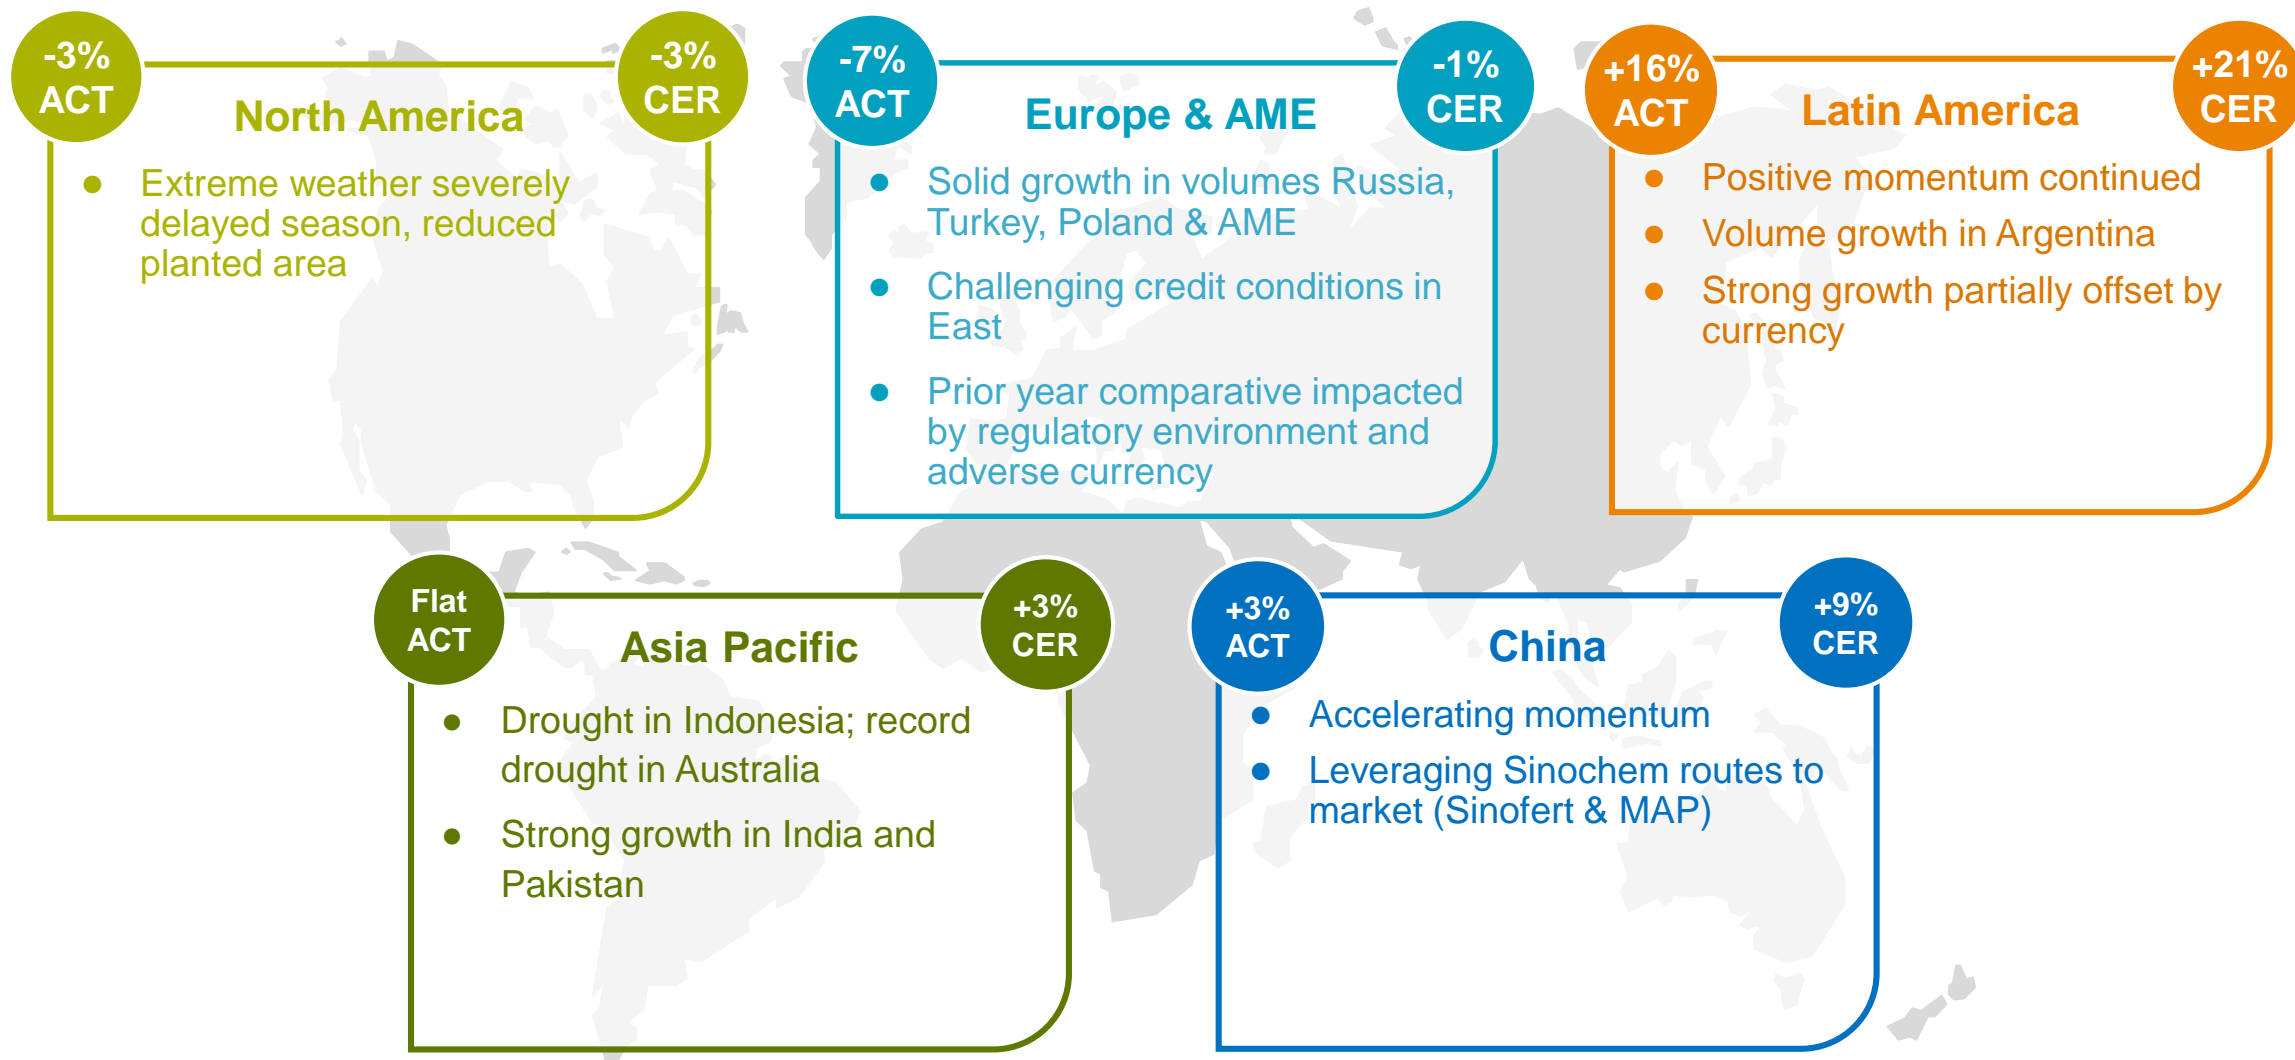 -3%
ACT
-3%
CER
North America
● Extreme weather severely
delayed season, reduced
planted area
-7%
ACT
-1%
CER
Europe & AME
● Solid growth in volumes Russia,
Turkey, Poland & AME
● Challenging credit conditions in
East
● Prior year comparative impacted
by regulatory environment and
adverse currency
+16%
ACT
+21%
CER
Latin America
● Positive momentum continued
● Volume growth in Argentina
● Strong growth partially offset by
currency
Flat
ACT
+3%
CER
Asia Pacific
● Drought in Indonesia; record
drought in Australia
● Strong growth in India and
Pakistan
+3%
ACT
+9%
CER
China
● Accelerating momentum
● Leveraging Sinochem routes to
market (Sinofert & MAP)